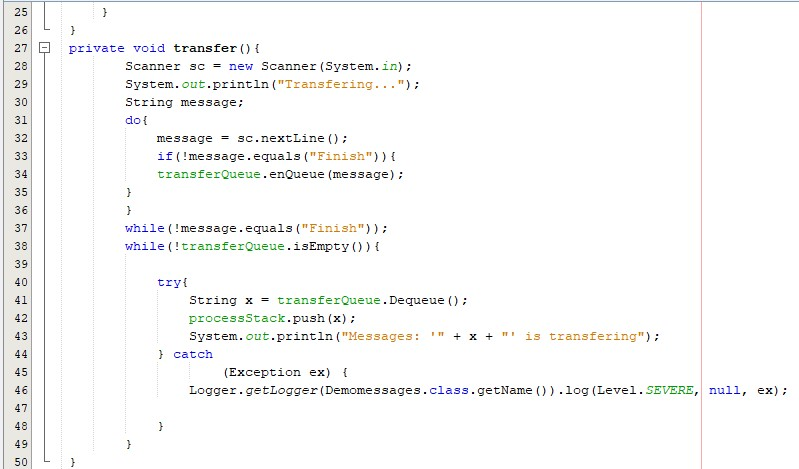 25 }
26 }
27 private void transfer(){
28 Scanner sc = new Scanner(System.in);
29 System.out.println("Transfering...");
30 String message;
31 do{
32 message = sc.nextLine();
33 if(!message.equals("Finish")){
34 transferQueue.enQueue(message);
35 }
36 }
37 while(!message.equals("Finish"));
38 while(!transferQueue.isEmpty()){
39
40 try{
41 String x = transferQueue.Dequeue();
42 processStack.push(x);
43 System.out.println("Messages: '" + x + "' is transfering");
44 } catch
45 (Exception ex) {
46 Logger.getLogger(Demomessages.class.getName()).log(Level.SEVERE, null, ex);
47
48 }
49 }
50 }